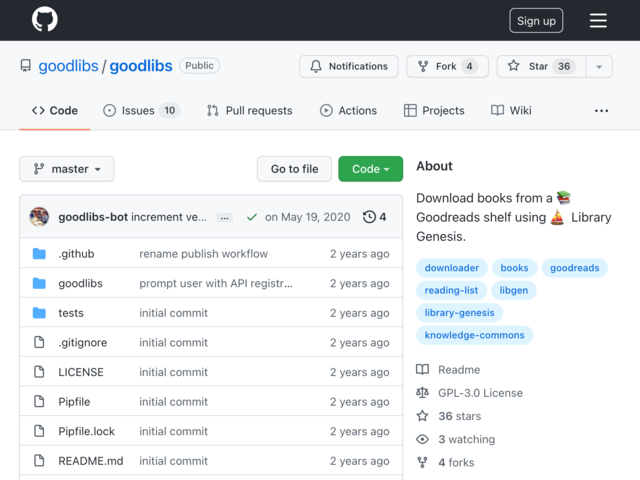 Sign up
goodlibs / goodlibs Public
Notifications Fork 4 Star 36
Code Issues 10 Pull requests Actions Projects Wiki ...
master Go to file Code
goodlibs-bot increment ve... ... on May 19, 2020 4
.github rename publish workflow 2 years ago
goodlibs prompt user with API registr... 2 years ago
tests initial commit 2 years ago
.gitignore initial commit 2 years ago
LICENSE initial commit 2 years ago
Pipfile initial commit 2 years ago
Pipfile.lock initial commit 2 years ago
README.md initial commit 2 years ago
About
Download books from a 📚
Goodreads shelf using ⛵ Library
Genesis.
downloader books goodreads
reading-list libgen
library-genesis
knowledge-commons
Readme
GPL-3.0 License
36 stars
3 watching
4 forks